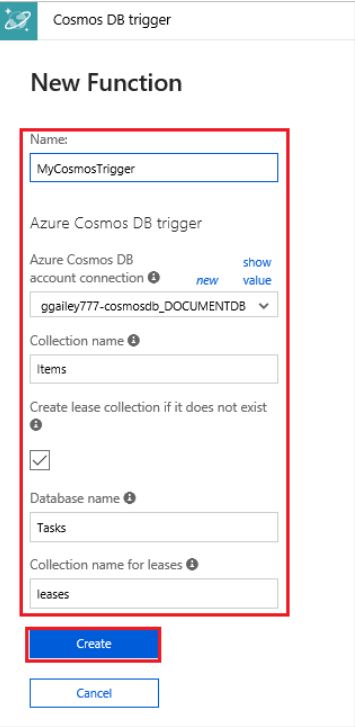 Cosmos DB trigger
New Function
Name:
MyCosmosTrigger
Azure Cosmos DB trigger
Azure Cosmos DB show
account connection new value
ggailey777-cosmosdb_DOCUMENTDB
Collection name
Items
Create lease collection if it does not exist
Database name
Tasks
Collection name for leases
leases
Create
Cancel